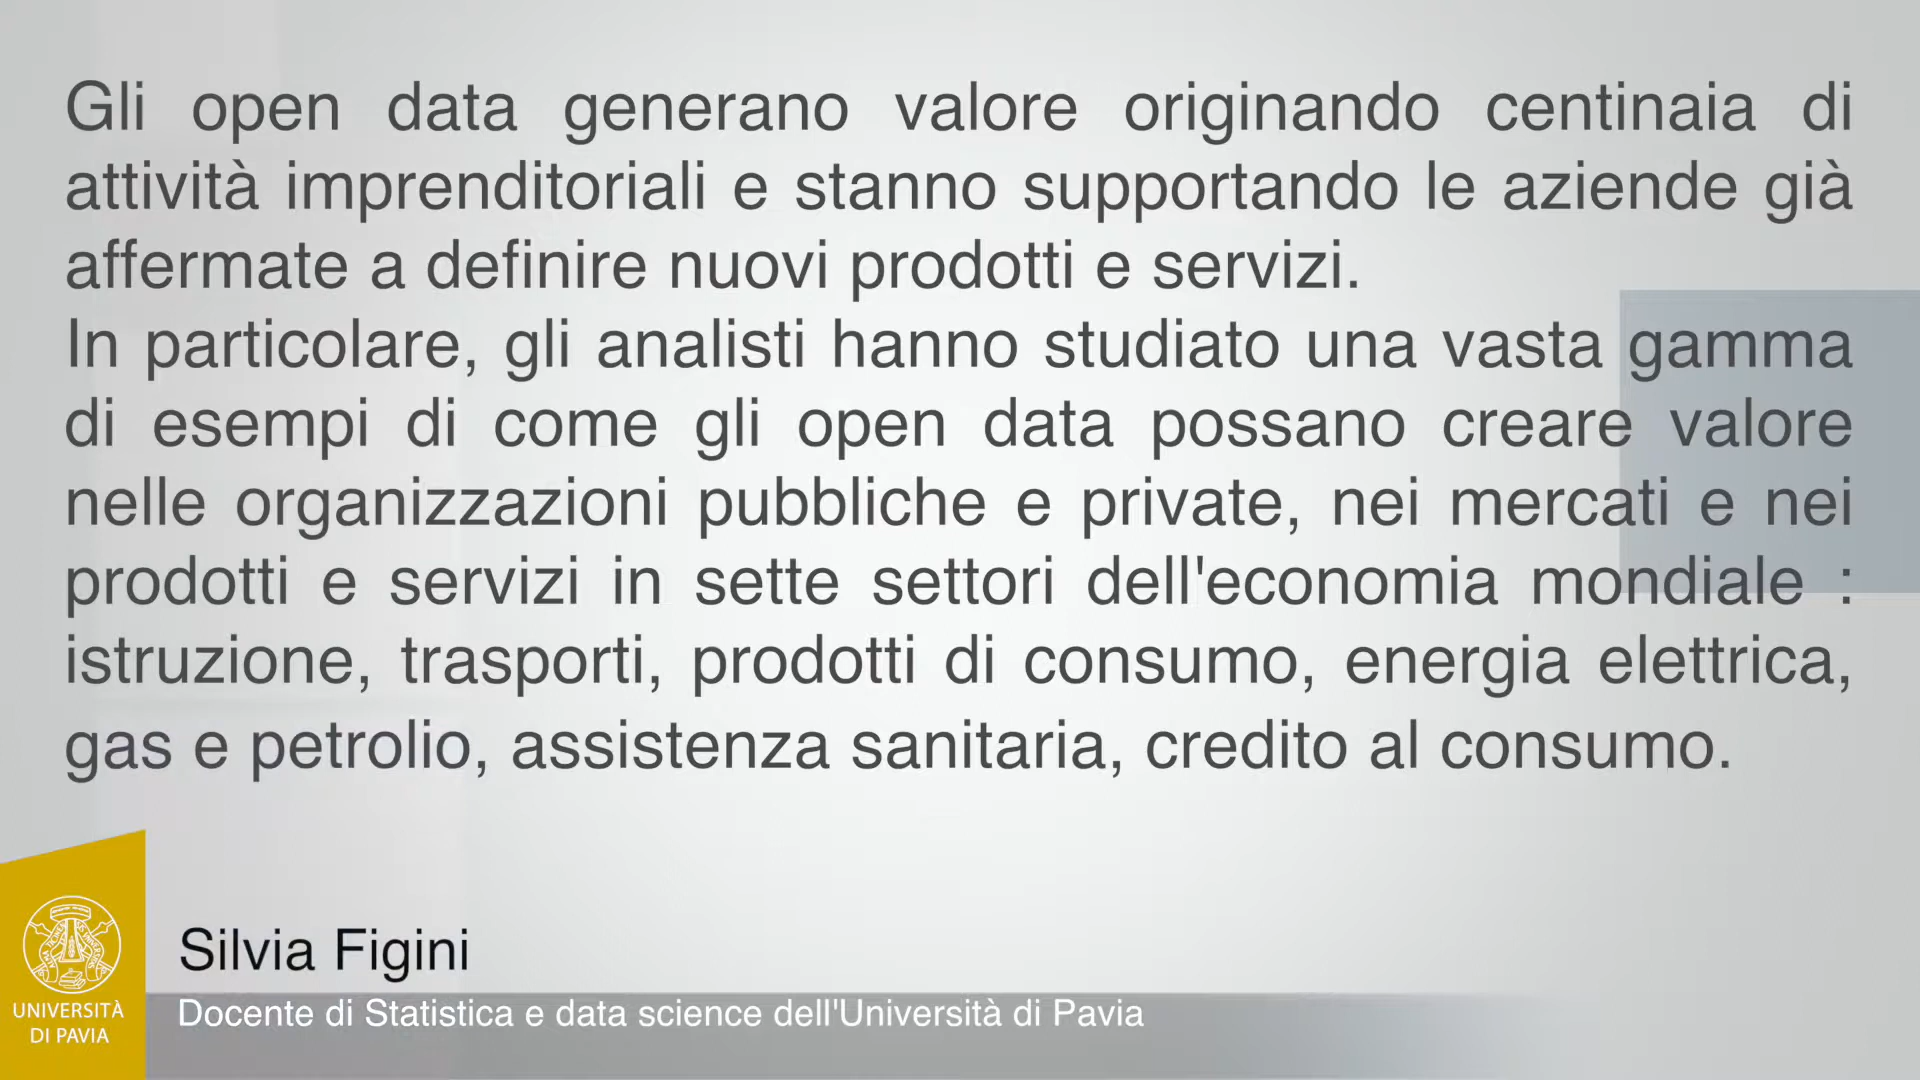 Gli open data generano valore originando centinaia di
attività imprenditoriali e stanno supportando le aziende già
affermate a definire nuovi prodotti e servizi.
In particolare, gli analisti hanno studiato una vasta gamma
di esempi di come gli open data possano creare valore
nelle organizzazioni pubbliche e private, nei mercati e nei
prodotti e servizi in sette settori dell'economia mondiale :
istruzione, trasporti, prodotti di consumo, energia elettrica,
gas e petrolio, assistenza sanitaria, credito al consumo.
Silvia Figini
Docente di Statistica e data science dell'Università di Pavia
UNIVERSITÀ
DI PAVIA